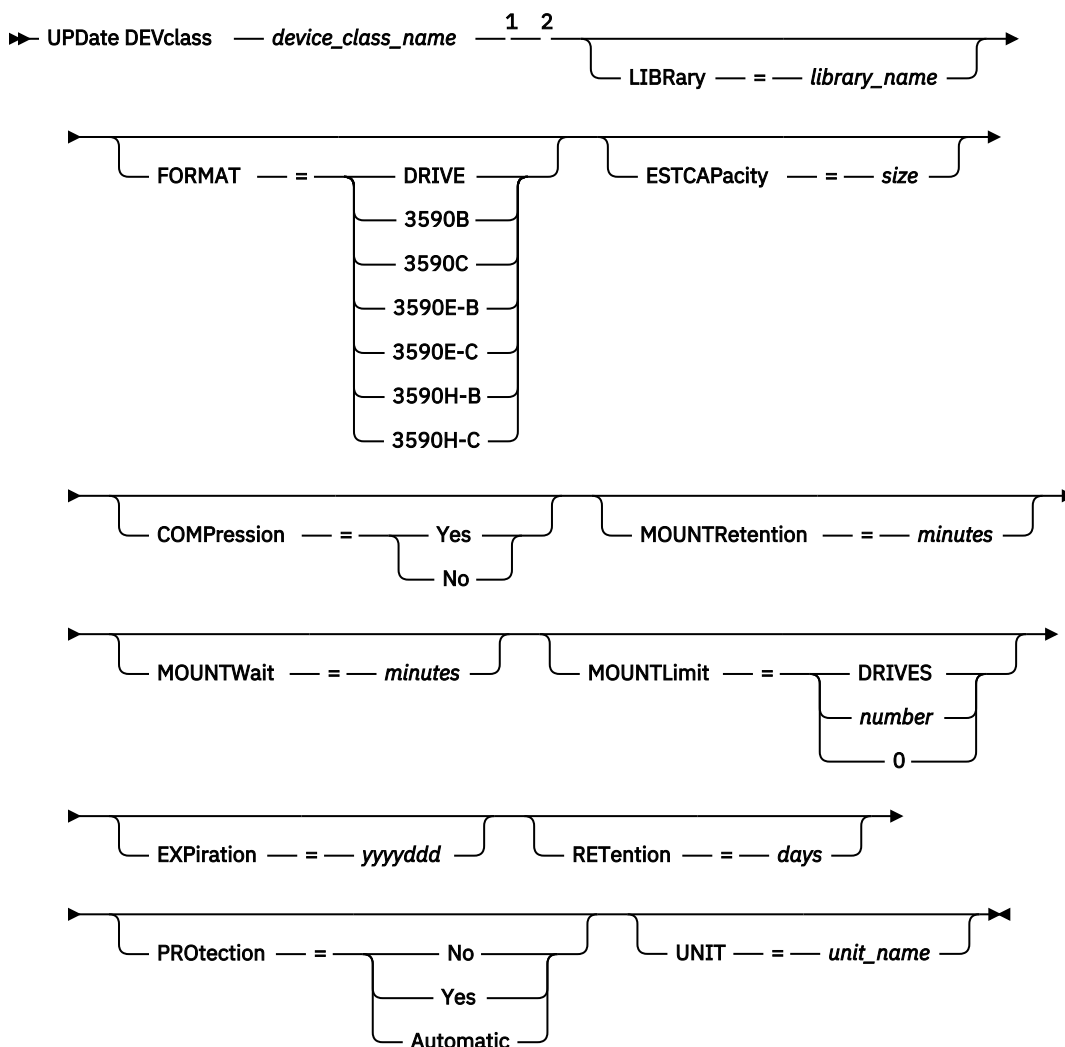 1 2
UPDate DEVclass — device_class_name
LIBRary — = — library_name
FORMAT — = DRIVE
3590B
3590C
3590E-B
3590E-C
3590H-B
3590H-C
ESTCAPacity — = — size
COMPression — = Yes
No
MOUNTRetention — = — minutes
MOUNTWait — = — minutes
MOUNTLimit — = DRIVES
number
0
EXPiration — = — yyyyddd
RETention — = — days
PROtection — = No
Yes
Automatic
UNIT — = — unit_name